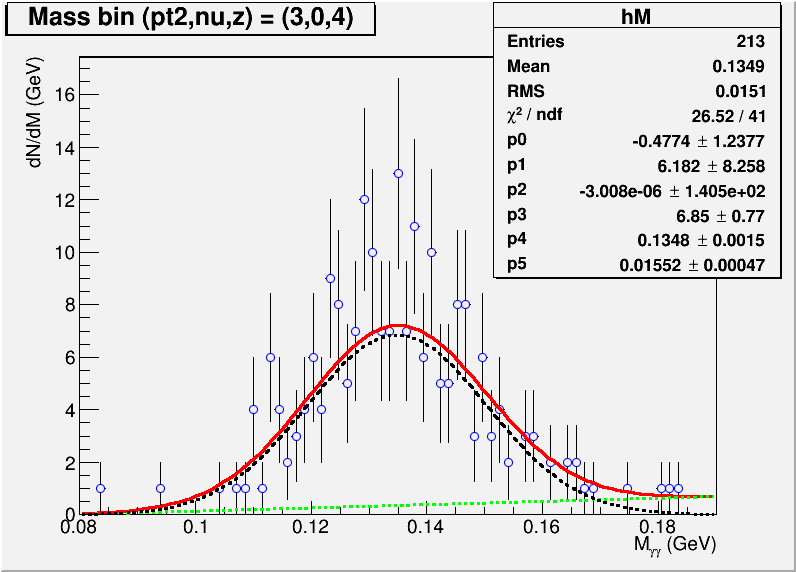 Mass bin (pt2,nu,z) = (3,0,4)
hM
Entries 213
Mean 0.1349
RMS 0.0151
χ² / ndf 26.52 / 41
p0 -0.4774 ± 1.2377
p1 6.182 ± 8.258
p2 -3.008e-06 ± 1.405e+02
p3 6.85 ± 0.77
p4 0.1348 ± 0.0015
p5 0.01552 ± 0.00047
dN/dM (GeV)
16
14
12
10
8
6
4
2
0
0.08 0.1 0.12 0.14 0.16 0.18
Mγγ (GeV)